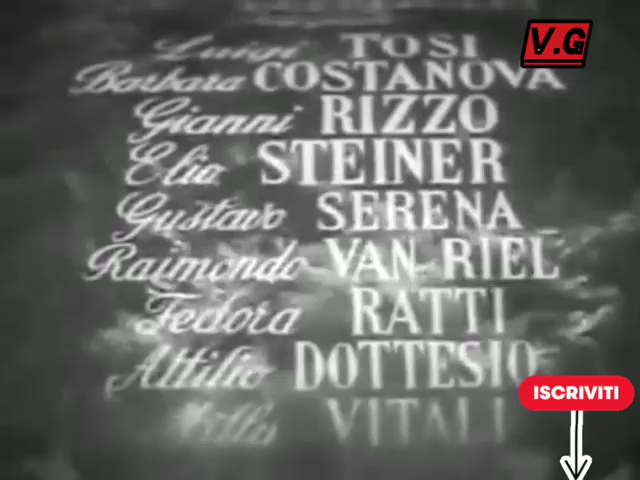 V.G
Luigi TOSI
Barbara COSTANOVA
Gianni RIZZO
Elio STEINER
Gustavo SERENA
Raimondo VAN RIEL
Fedora RATTI
Attilio DOTTESIO
VITALI
ISCRIVITI